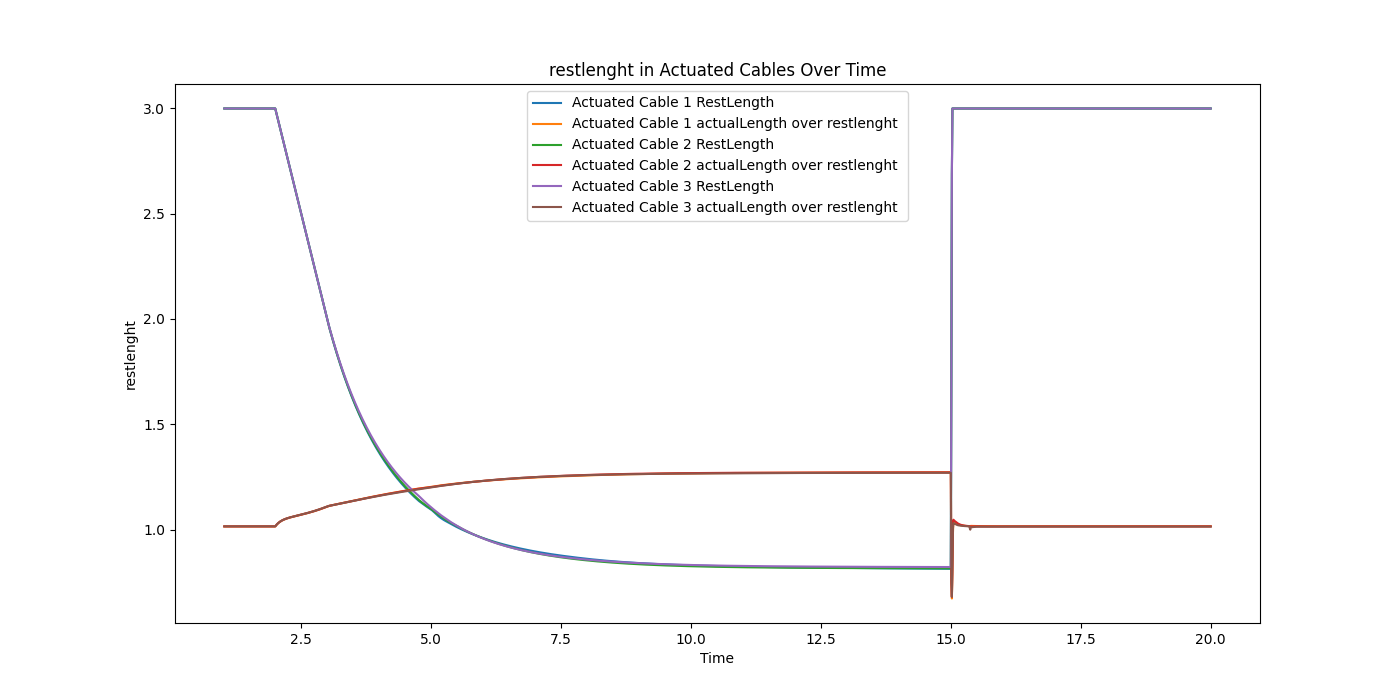 restlenght in Actuated Cables Over Time
Actuated Cable 1 RestLength
Actuated Cable 1 actualLength over restlenght
Actuated Cable 2 RestLength
Actuated Cable 2 actualLength over restlenght
Actuated Cable 3 RestLength
Actuated Cable 3 actualLength over restlenght
restlenght
3.0
2.5
2.0
1.5
1.0
2.5
5.0
7.5
10.0
12.5
15.0
17.5
20.0
Time